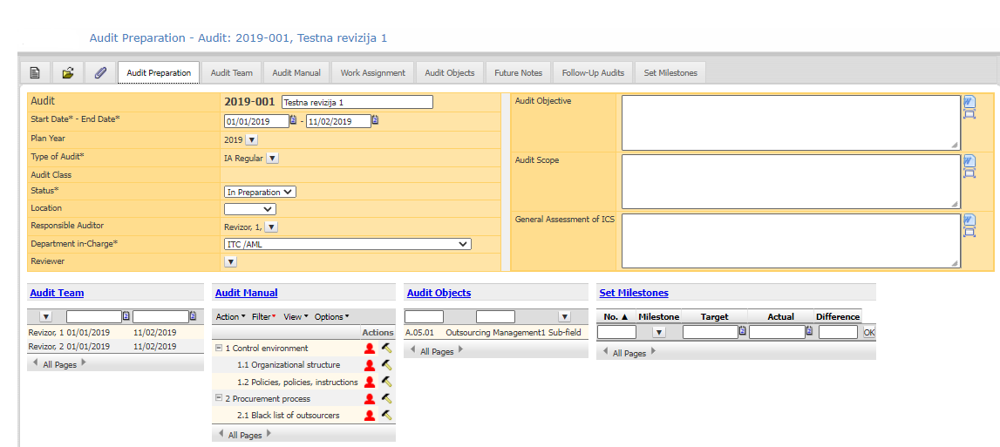 Audit Preparation - Audit: 2019-001, Testna revizija 1
Audit Preparation
Audit Team
Audit Manual
Work Assignment
Audit Objects
Future Notes
Follow-Up Audits
Set Milestones
Audit
2019-001 Testna revizija 1
Start Date* - End Date*
01/01/2019 - 11/02/2019
Plan Year
2019
Type of Audit*
IA Regular
Audit Class
Status*
In Preparation
Location
Responsible Auditor
Revizor, 1,
Department in-Charge*
ITC /AML
Reviewer
Audit Objective
Audit Scope
General Assessment of ICS
Audit Team
Revizor, 1 01/01/2019 11/02/2019
Revizor, 2 01/01/2019 11/02/2019
All Pages
Audit Manual
Action Filter* View Options
Actions
1 Control environment
1.1 Organizational structure
1.2 Policies, policies, instructions
2 Procurement process
2.1 Black list of outsourcers
All Pages
Audit Objects
A.05.01 Outsourcing Management1 Sub-field
All Pages
Set Milestones
No. ▲ Milestone Target Actual Difference
OK
All Pages